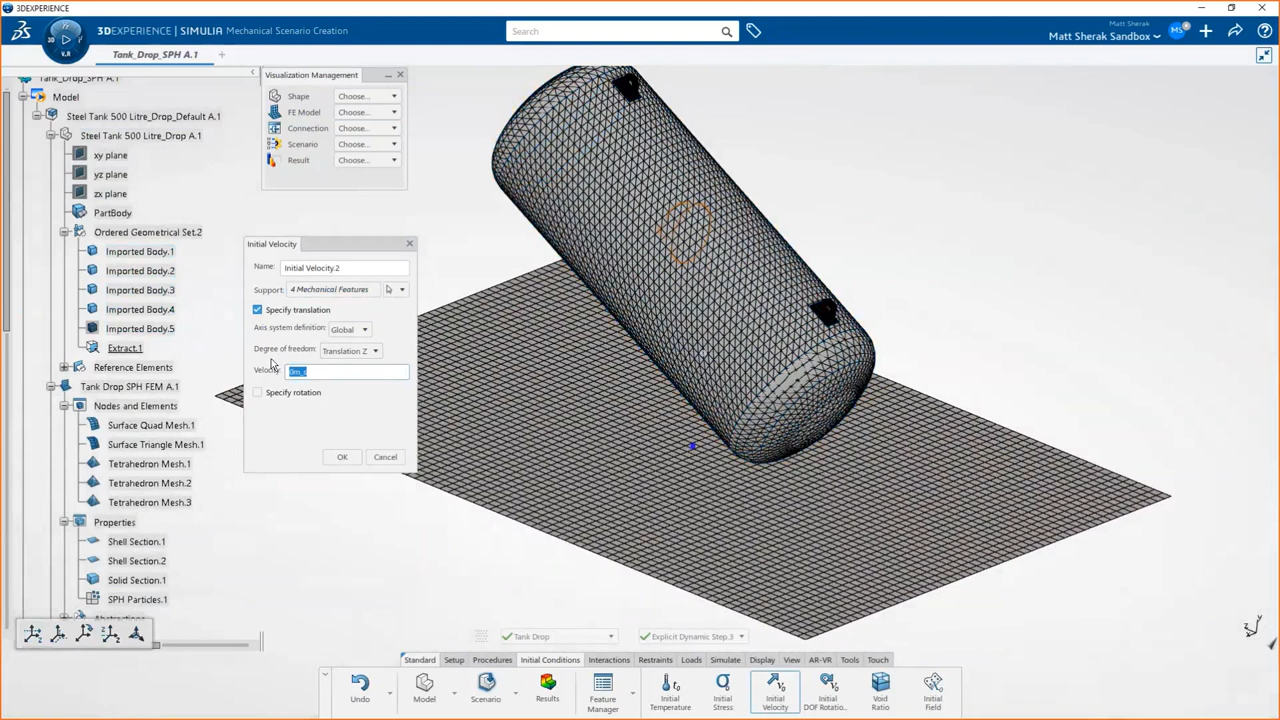 3DEXPERIENCE
3DEXPERIENCE | SIMULIA Mechanical Scenario Creation
Search
Matt Sherak
Matt Sherak Sandbox
MS
V.R
Tank_Drop_SPH A.1
Tank_Drop_SPH A.1
Model
Steel Tank 500 Litre_Drop_Default A.1
Steel Tank 500 Litre_Drop A.1
xy plane
yz plane
zx plane
PartBody
Ordered Geometrical Set.2
Imported Body.1
Imported Body.2
Imported Body.3
Imported Body.4
Imported Body.5
Extract.1
Reference Elements
Tank Drop SPH FEM A.1
Nodes and Elements
Surface Quad Mesh.1
Surface Triangle Mesh.1
Tetrahedron Mesh.1
Tetrahedron Mesh.2
Tetrahedron Mesh.3
Properties
Shell Section.1
Shell Section.2
Solid Section.1
SPH Particles.1
Abstractions
Visualization Management
Shape Choose...
FE Model Choose...
Connection Choose...
Scenario Choose...
Result Choose...
Initial Velocity
Name: Initial Velocity.2
Support: 4 Mechanical Features
Specify translation
Axis system definition: Global
Degree of freedom: Translation Z
Velocity: 0m_s
Specify rotation
OK Cancel
Tank Drop
Explicit Dynamic Step.3
Standard Setup Procedures Initial Conditions Interactions Restraints Loads Simulate Display View AR-VR Tools Touch
Undo
Model
Scenario
Results
Feature Manager
Initial Temperature
Initial Stress
Initial Velocity
Initial DOF Rotatio...
Void Ratio
Initial Field